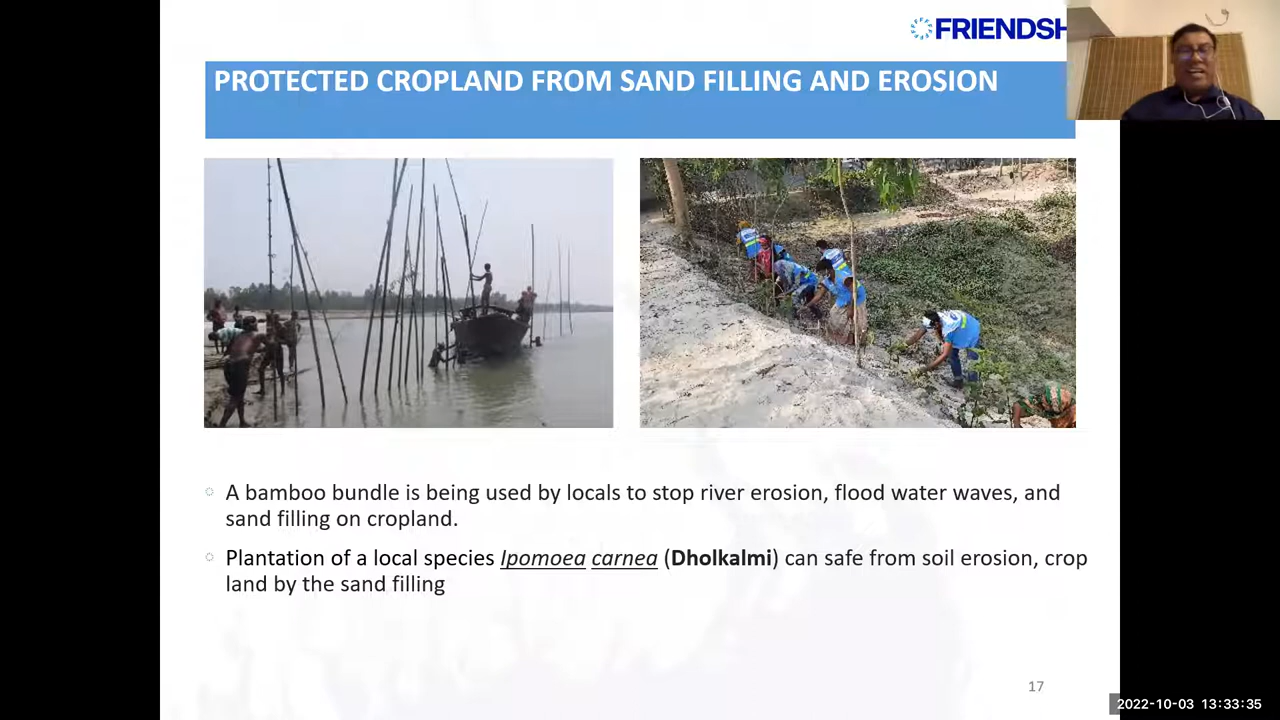 FRIENDSH
PROTECTED CROPLAND FROM SAND FILLING AND EROSION
A bamboo bundle is being used by locals to stop river erosion, flood water waves, and
sand filling on cropland.
Plantation of a local species Ipomoea carnea (Dholkalmi) can safe from soil erosion, crop
land by the sand filling
17
2022-10-03 13:33:35